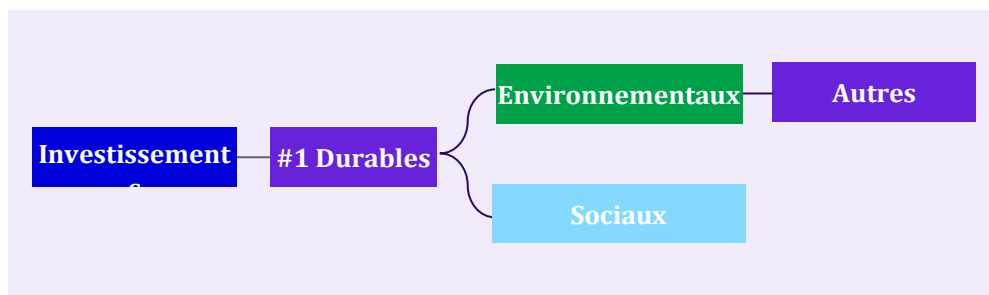 Investissement
s
#1 Durables
Environnementaux
Autres
Sociaux